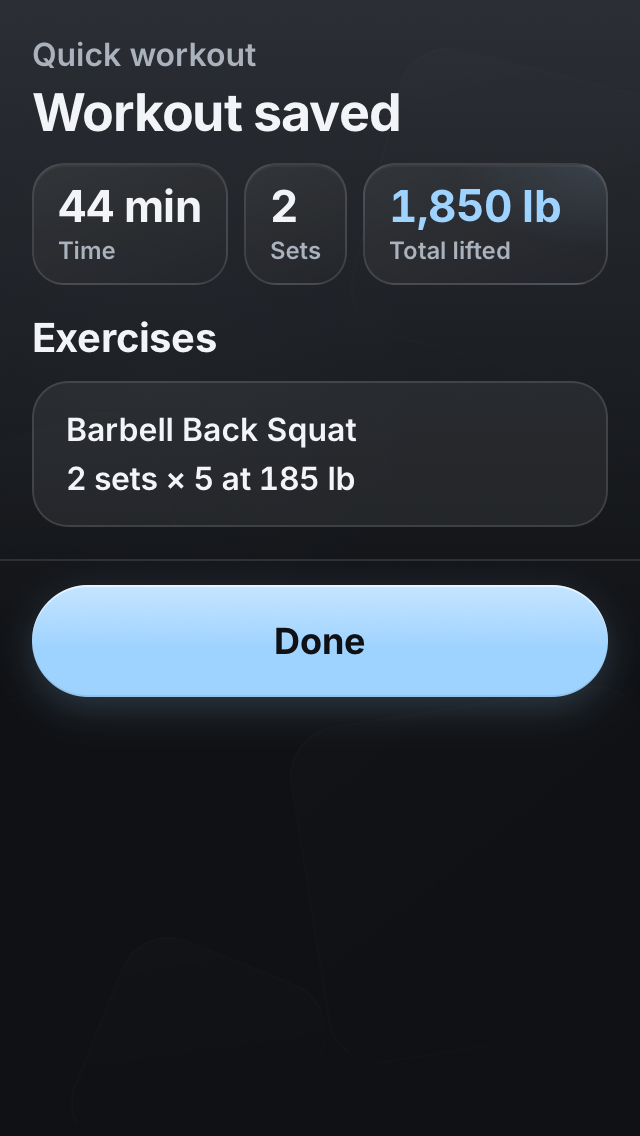 Quick workout
Workout saved
44 min
Time
2
Sets
1,850 lb
Total lifted
Exercises
Barbell Back Squat
2 sets × 5 at 185 lb
Done